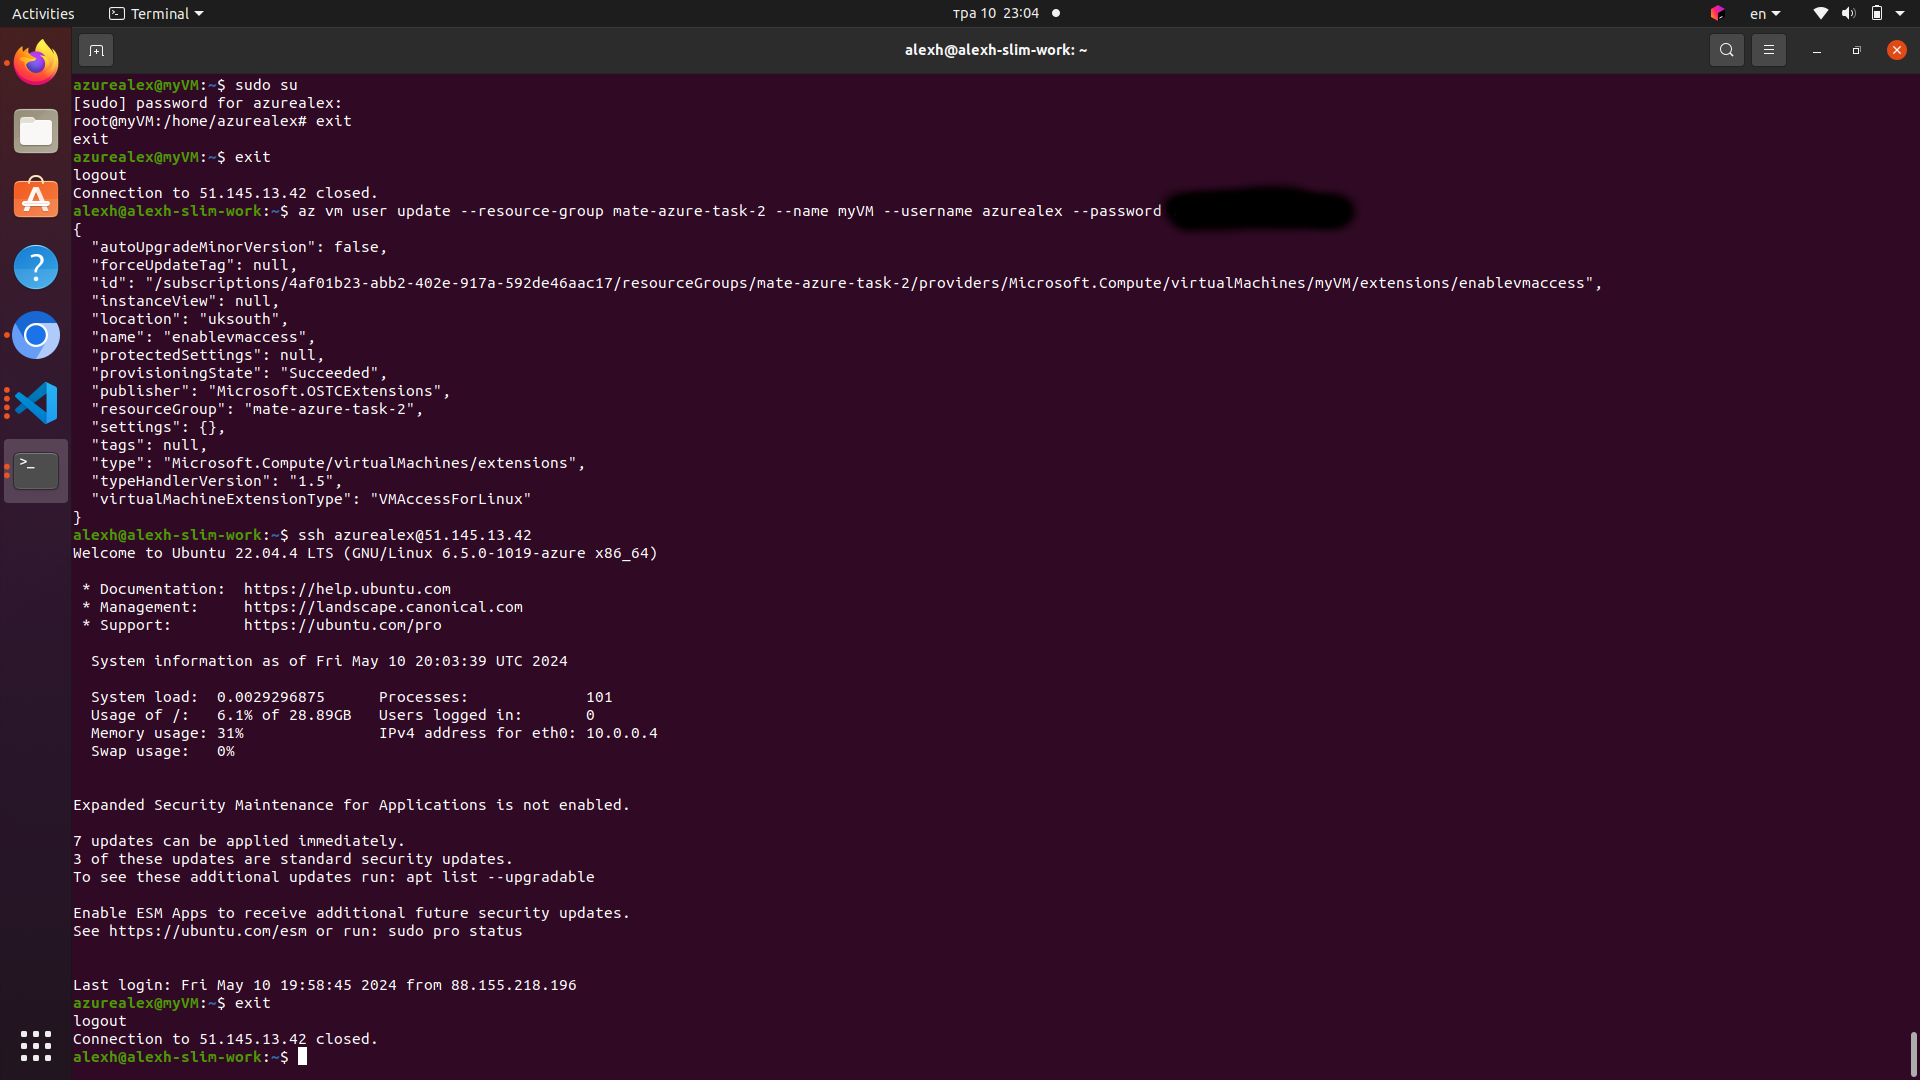 Activities
Terminal
тра 10 23:04
en
alexh@alexh-slim-work: ~
azurealex@myVM:~$ sudo su
[sudo] password for azurealex:
root@myVM:/home/azurealex# exit
exit
azurealex@myVM:~$ exit
logout
Connection to 51.145.13.42 closed.
alexh@alexh-slim-work:~$ az vm user update --resource-group mate-azure-task-2 --name myVM --username azurealex --password
{
  "autoUpgradeMinorVersion": false,
  "forceUpdateTag": null,
  "id": "/subscriptions/4af01b23-abb2-402e-917a-592de46aac17/resourceGroups/mate-azure-task-2/providers/Microsoft.Compute/virtualMachines/myVM/extensions/enablevmaccess",
  "instanceView": null,
  "location": "uksouth",
  "name": "enablevmaccess",
  "protectedSettings": null,
  "provisioningState": "Succeeded",
  "publisher": "Microsoft.OSTCExtensions",
  "resourceGroup": "mate-azure-task-2",
  "settings": {},
  "tags": null,
  "type": "Microsoft.Compute/virtualMachines/extensions",
  "typeHandlerVersion": "1.5",
  "virtualMachineExtensionType": "VMAccessForLinux"
}
alexh@alexh-slim-work:~$ ssh azurealex@51.145.13.42
Welcome to Ubuntu 22.04.4 LTS (GNU/Linux 6.5.0-1019-azure x86_64)

 * Documentation:  https://help.ubuntu.com
 * Management:     https://landscape.canonical.com
 * Support:        https://ubuntu.com/pro

  System information as of Fri May 10 20:03:39 UTC 2024

  System load:  0.0029296875      Processes:             101
  Usage of /:   6.1% of 28.89GB   Users logged in:       0
  Memory usage: 31%               IPv4 address for eth0: 10.0.0.4
  Swap usage:   0%

Expanded Security Maintenance for Applications is not enabled.

7 updates can be applied immediately.
3 of these updates are standard security updates.
To see these additional updates run: apt list --upgradable

Enable ESM Apps to receive additional future security updates.
See https://ubuntu.com/esm or run: sudo pro status

Last login: Fri May 10 19:58:45 2024 from 88.155.218.196
azurealex@myVM:~$ exit
logout
Connection to 51.145.13.42 closed.
alexh@alexh-slim-work:~$